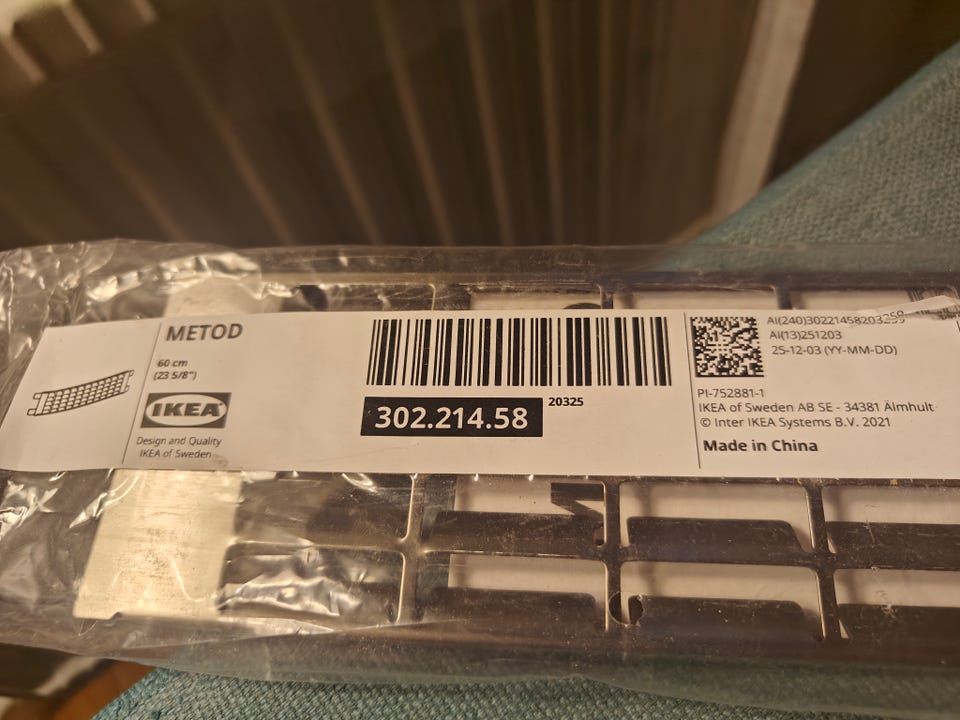 METOD
60 cm
(23 5/8")
IKEA
Design and Quality
IKEA of Sweden
302.214.58
20325
AI(240)30221458203259
AI(13)251203
25-12-03 (YY-MM-DD)
PI-752881-1
IKEA of Sweden AB SE - 34381 Älmhult
© Inter IKEA Systems B.V. 2021
Made in China